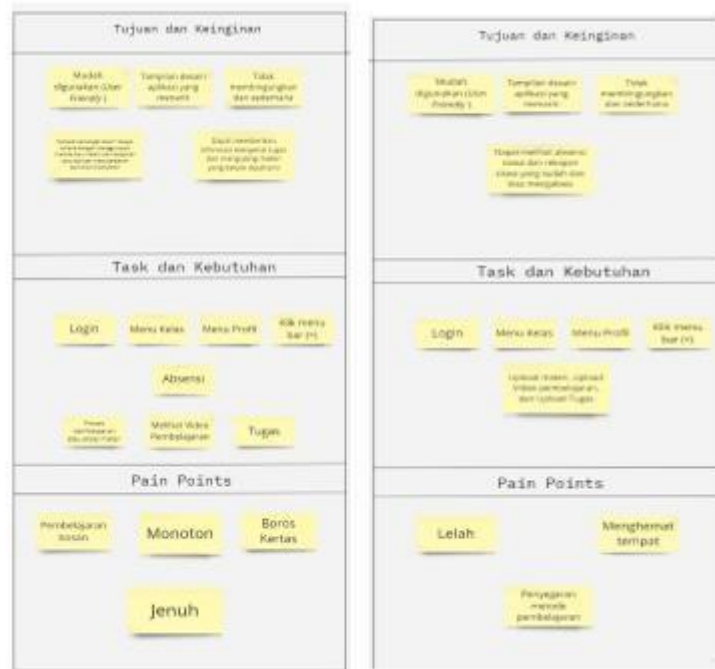 Tujuan dan Keinginan
Mudah
digunakan (User
Friendly )
Tampilan desain
aplikasi yang
menarik
Tidak
membingungkan
dan sederhana
Dapat memberikan
informasi mengenai tugas
dan mengulang materi
yang belum dipahami
Task dan Kebutuhan
Login
Menu Kelas
Menu Profil
Klik menu
bar (=)
Absensi
Melihat Video
Pembelajaran
Tugas
Pain Points
Pembelajaran
bosan
Monoton
Boros
Kertas
Jenuh
Tujuan dan Keinginan
Mudah
digunakan (User
Friendly )
Tampilan desain
aplikasi yang
menarik
Tidak
membingungkan
dan sederhana
Dapat melihat absensi
siswa dan rekapan
siswa yang sudah dan
Task dan Kebutuhan
Login
Menu Kelas
Menu Profil
Klik menu
bar (=)
Upload materi, Upload
Video pembelajaran,
dan Upload Tugas
Pain Points
Lelah
Menghemat
tempat
Penyegaran
metode
pembelajaran